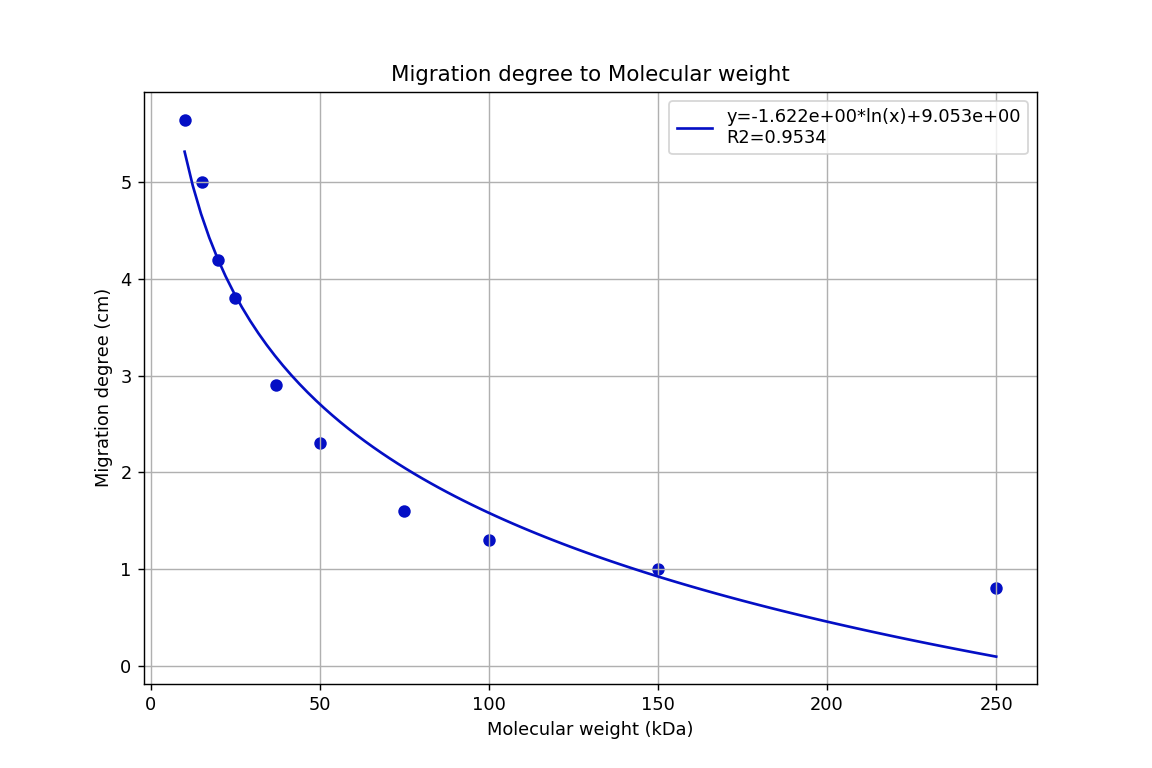 Migration degree to Molecular weight
y=-1.622e+00*ln(x)+9.053e+00
R2=0.9534
Migration degree (cm)
5
4
3
2
1
0
0 50 100 150 200 250
Molecular weight (kDa)